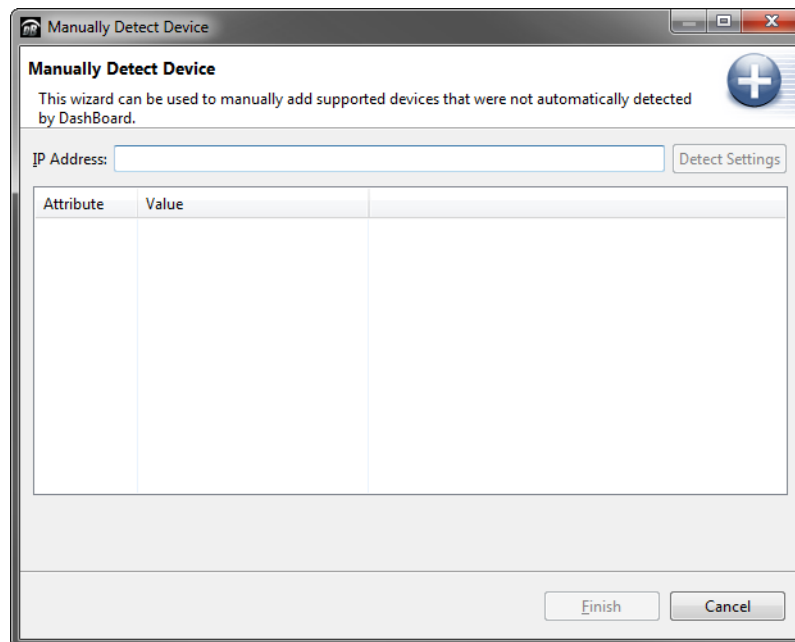 Manually Detect Device
Manually Detect Device
This wizard can be used to manually add supported devices that were not automatically detected
by DashBoard.
IP Address: Detect Settings
Attribute Value
Finish Cancel